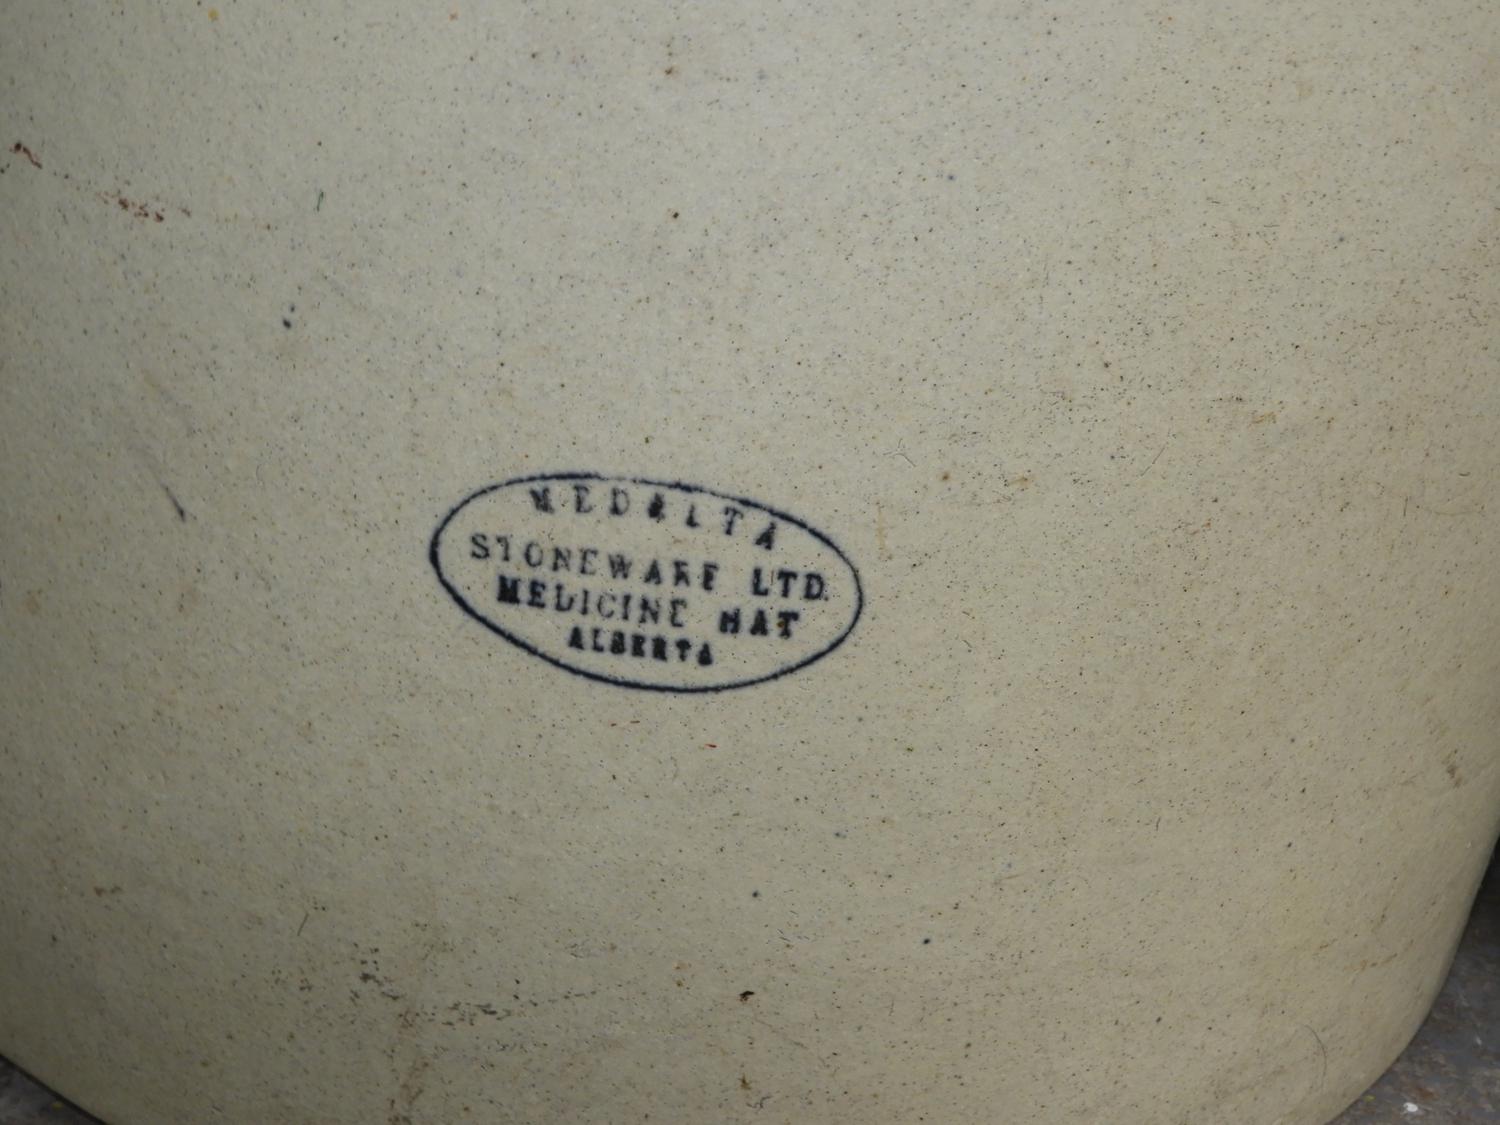 MEDALTA
STONEWARE LTD.
MEDICINE HAT
ALBERTA